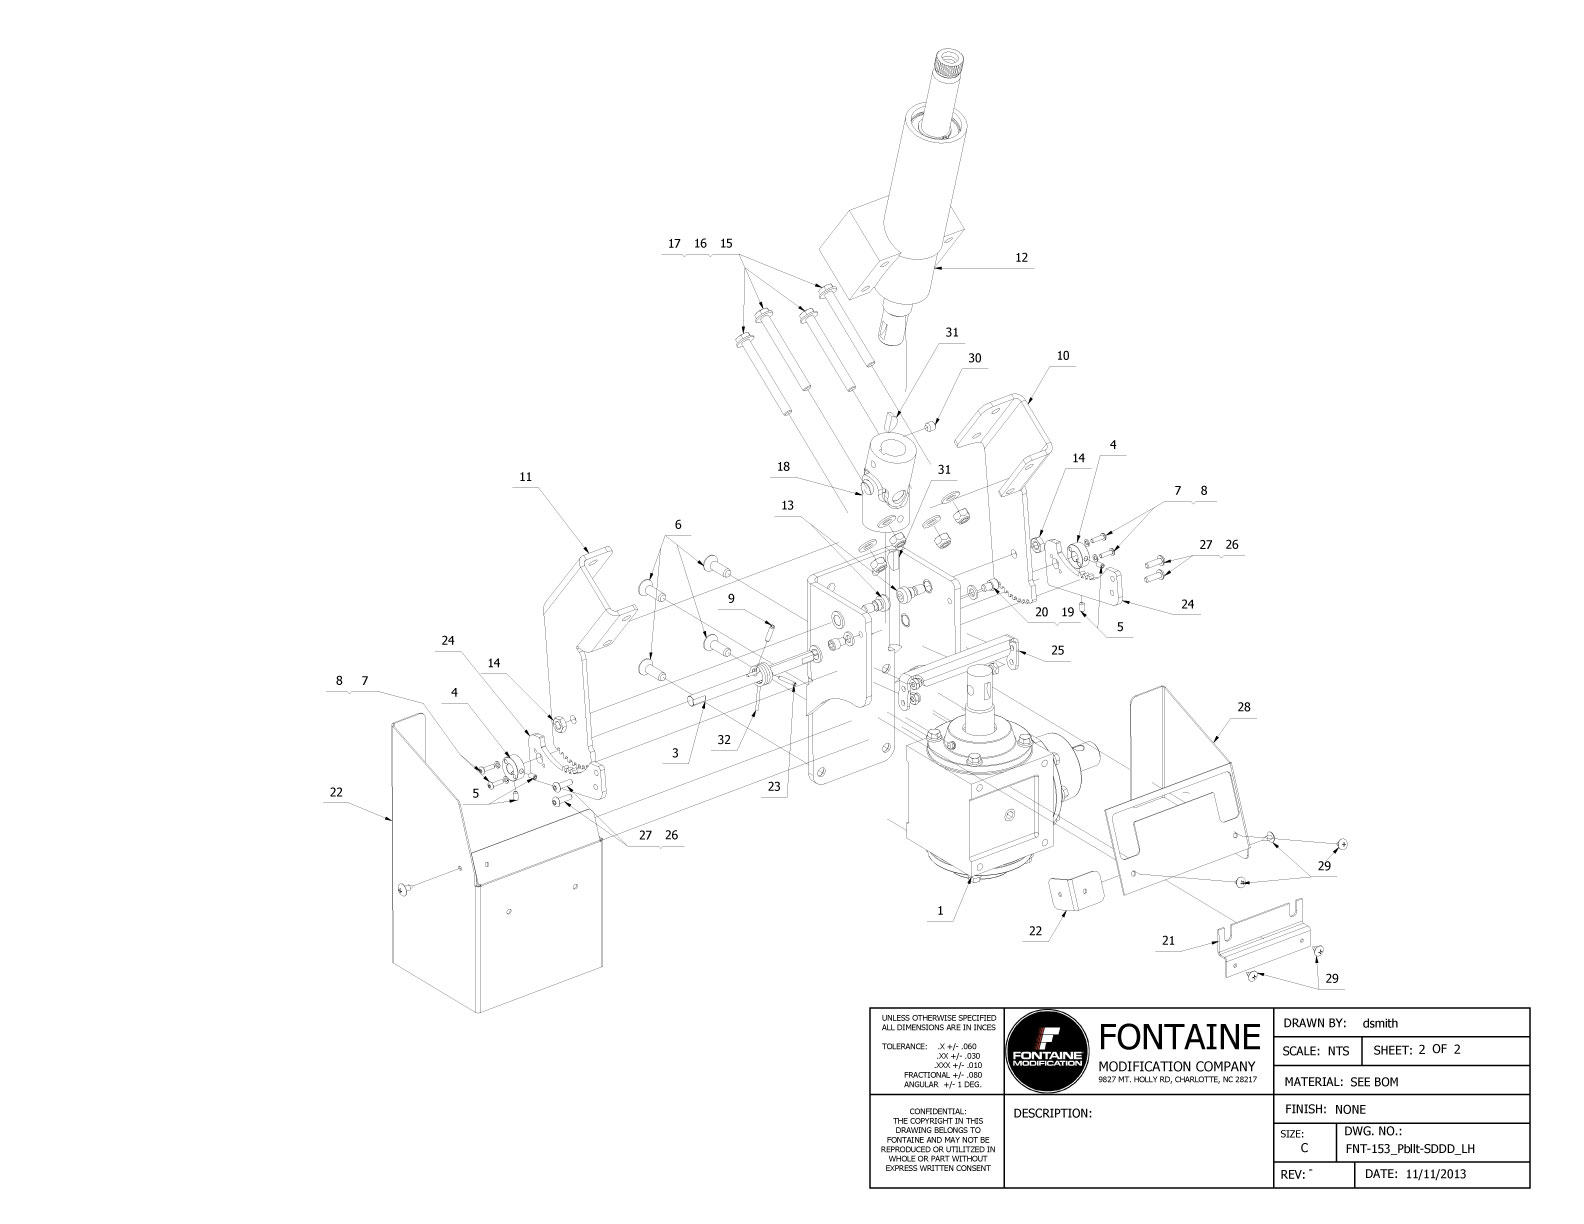 17 16 15
12
31
30
10
4
14
11
18
31
7 8
13
6
27 26
9
24
20 19
5
24
25
14
8 7
4
28
32
3
23
5
22
27 26
29
1
22
21
29
UNLESS OTHERWISE SPECIFIED
ALL DIMENSIONS ARE IN INCES
TOLERANCE: .X +/- .060
.XX +/- .030
.XXX +/- .010
FRACTIONAL +/- .080
ANGULAR +/- 1 DEG.
CONFIDENTIAL:
THE COPYRIGHT IN THIS
DRAWING BELONGS TO
FONTAINE AND MAY NOT BE
REPRODUCED OR UTILITZED IN
WHOLE OR PART WITHOUT
EXPRESS WRITTEN CONSENT
FONTAINE
MODIFICATION
FONTAINE
MODIFICATION COMPANY
9827 MT. HOLLY RD, CHARLOTTE, NC 28217
DESCRIPTION:
DRAWN BY: dsmith
SCALE: NTS SHEET: 2 OF 2
MATERIAL: SEE BOM
FINISH: NONE
SIZE:
C
DWG. NO.:
FNT-153_Pbllt-SDDD_LH
REV: -
DATE: 11/11/2013